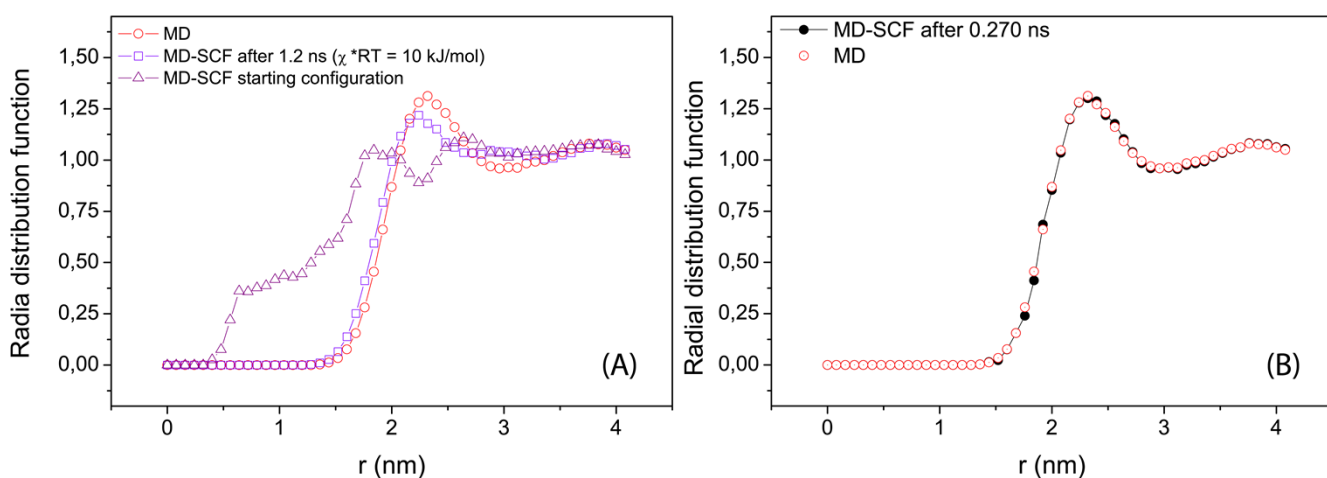 MD
MD-SCF after 1.2 ns (χ *RT = 10 kJ/mol)
MD-SCF starting configuration
1,50
1,25
1,00
0,75
0,50
0,25
0,00
Radia distribution function
(A)
0
1
2
3
4
r (nm)
MD-SCF after 0.270 ns
MD
1,50
1,25
1,00
0,75
0,50
0,25
0,00
Radial distribution function
(B)
0
1
2
3
4
r (nm)